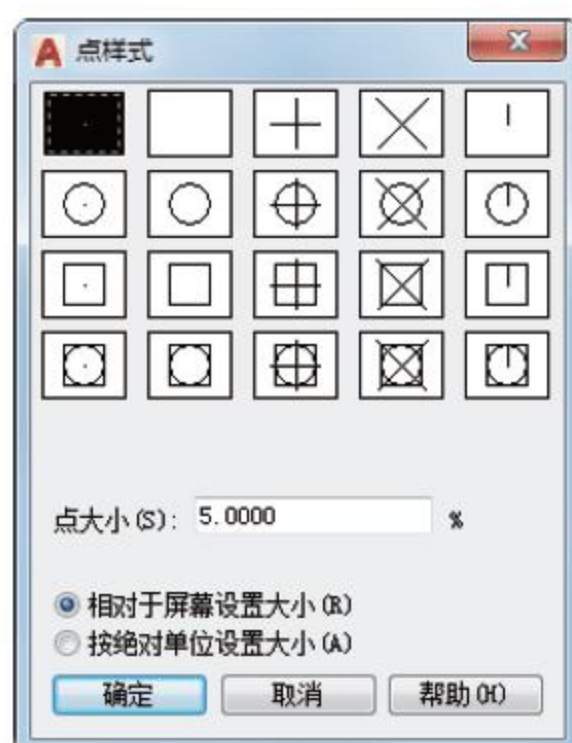 点样式
点大小(S): 5.0000 %
相对于屏幕设置大小(R)
按绝对单位设置大小(A)
确定 取消 帮助(H)